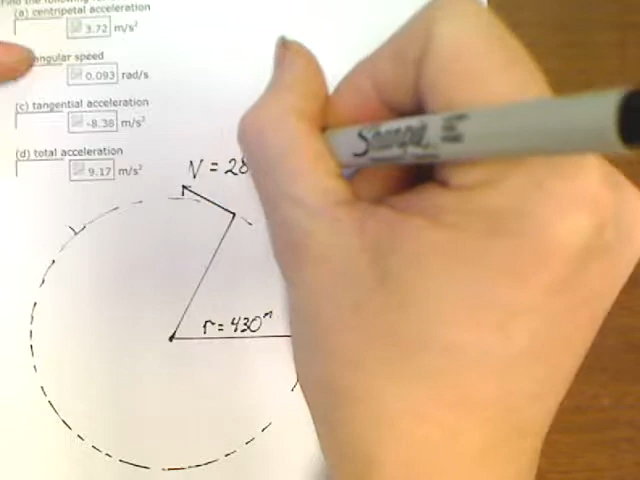 (a) centripetal acceleration
3.72 m/s²
angular speed
0.093 rad/s
(c) tangential acceleration
-8.38 m/s²
(d) total acceleration
9.17 m/s²
V = 28
r = 430ᵐ
Sharpie